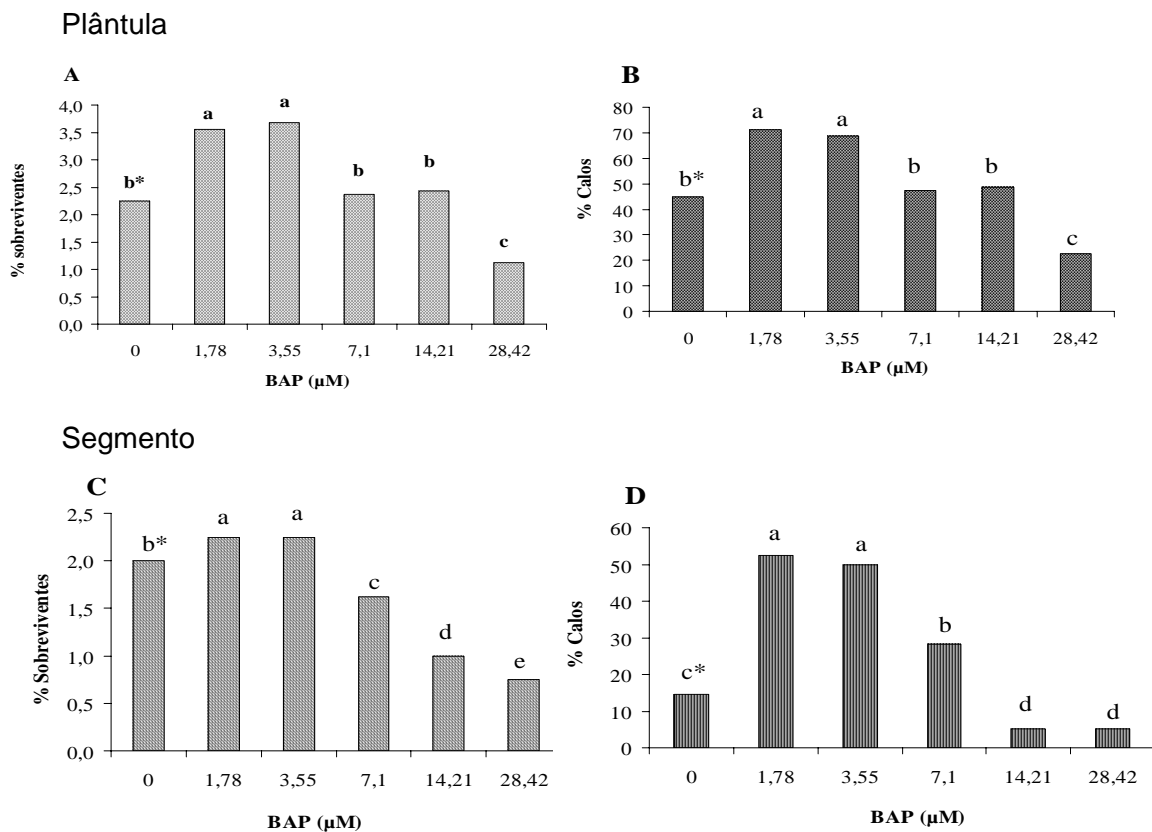 Plântula
A
% sobreviventes
4,0
3,5
3,0
2,5
2,0
1,5
1,0
0,5
0,0
b*
a
a
b
b
c
0 1,78 3,55 7,1 14,21 28,42
BAP (µM)
B
% Calos
80
70
60
50
40
30
20
10
0
b*
a
a
b
b
c
0 1,78 3,55 7,1 14,21 28,42
BAP (µM)
Segmento
C
% Sobreviventes
2,5
2,0
1,5
1,0
0,5
0,0
b*
a
a
c
d
e
0 1,78 3,55 7,1 14,21 28,42
BAP (µM)
D
% Calos
60
50
40
30
20
10
0
c*
a
a
b
d
d
0 1,78 3,55 7,1 14,21 28,42
BAP (µM)